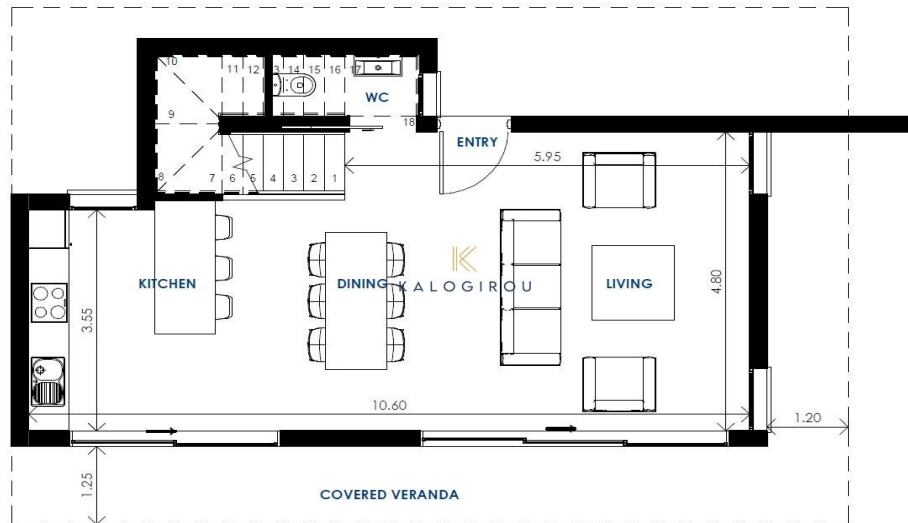 10
11 12 3 14 15 16 17
WC
9
18
ENTRY
5.95
8 7 6 5 4 3 2 1
KITCHEN
DINING
KALOGIROU
LIVING
4.80
3.55
10.60
1.20
1.25
COVERED VERANDA